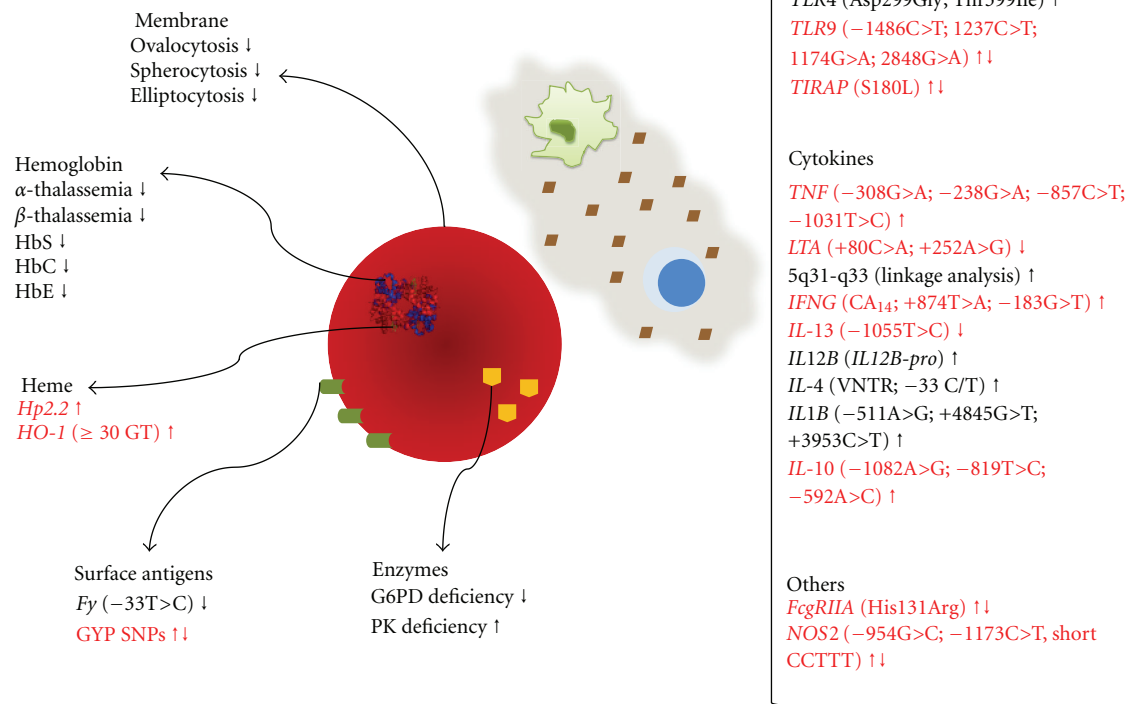 Membrane
Ovalocytosis ↓
Spherocytosis ↓
Elliptocytosis ↓
Hemoglobin
α-thalassemia ↓
β-thalassemia ↓
HbS ↓
HbC ↓
HbE ↓
Heme
Hp2.2 ↑
HO-1 (≥ 30 GT) ↑
Surface antigens
Fy (−33T>C) ↓
GYP SNPs ↑↓
Enzymes
G6PD deficiency ↓
PK deficiency ↑
TLR4 (Asp299Gly; Thr399Ile) ↑
TLR9 (−1486C>T; 1237C>T;
1174G>A; 2848G>A) ↑↓
TIRAP (S180L) ↑↓
Cytokines
TNF (−308G>A; −238G>A; −857C>T;
−1031T>C) ↑
LTA (+80C>A; +252A>G) ↓
5q31-q33 (linkage analysis) ↑
IFNG (CA14; +874T>A; −183G>T) ↑
IL-13 (−1055T>C) ↓
IL12B (IL12B-pro) ↑
IL-4 (VNTR; −33 C/T) ↑
IL1B (−511A>G; +4845G>T;
+3953C>T) ↑
IL-10 (−1082A>G; −819T>C;
−592A>C) ↑
Others
FcgRIIA (His131Arg) ↑↓
NOS2 (−954G>C; −1173C>T, short
CCTTT) ↑↓